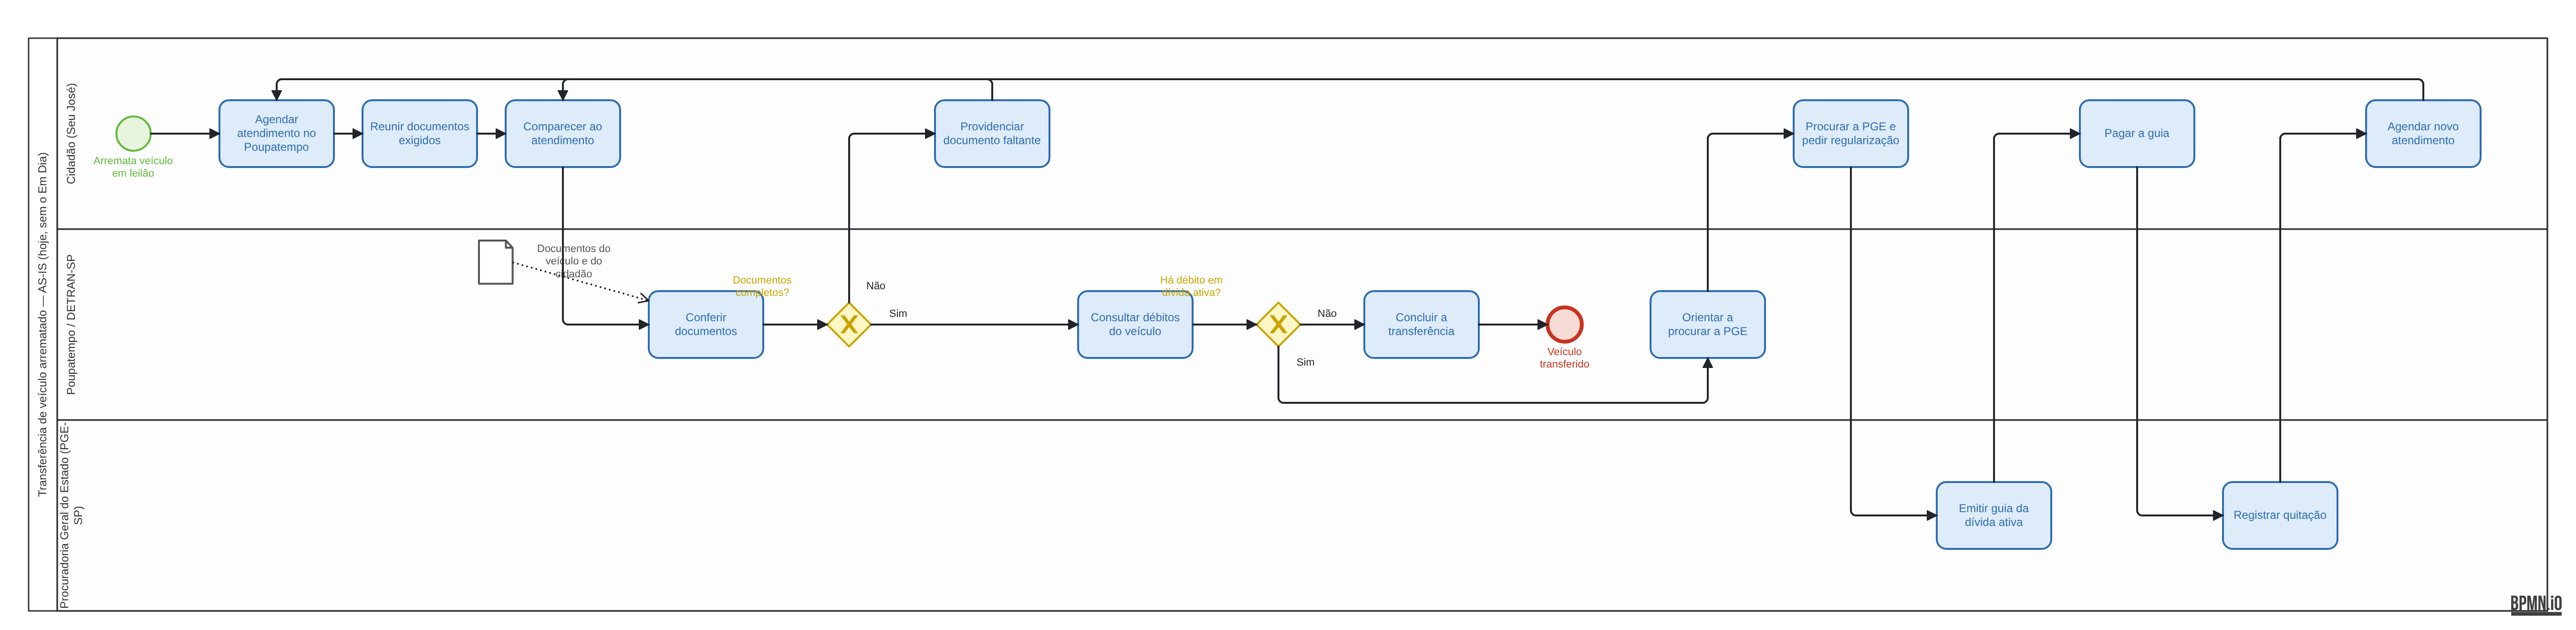 Transferência de veículo arrematado — AS-IS (hoje, sem o Em Dia)
Cidadão (Seu José)
Arremata veículo
em leilão
Agendar
atendimento no
Poupatempo
Reunir documentos
exigidos
Comparecer ao
atendimento
Providenciar
documento faltante
Procurar a PGE e
pedir regularização
Pagar a guia
Agendar novo
atendimento
Poupatempo / DETRAN-SP
Documentos do
veículo e do
cidadão
Conferir
documentos
Documentos
completos?
Não
Sim
Consultar débitos
do veículo
Há débito em
dívida ativa?
Não
Sim
Concluir a
transferência
Veículo
transferido
Orientar a
procurar a PGE
Procuradoria Geral do Estado (PGE-
SP)
Emitir guia da
dívida ativa
Registrar quitação
BPMN.iO